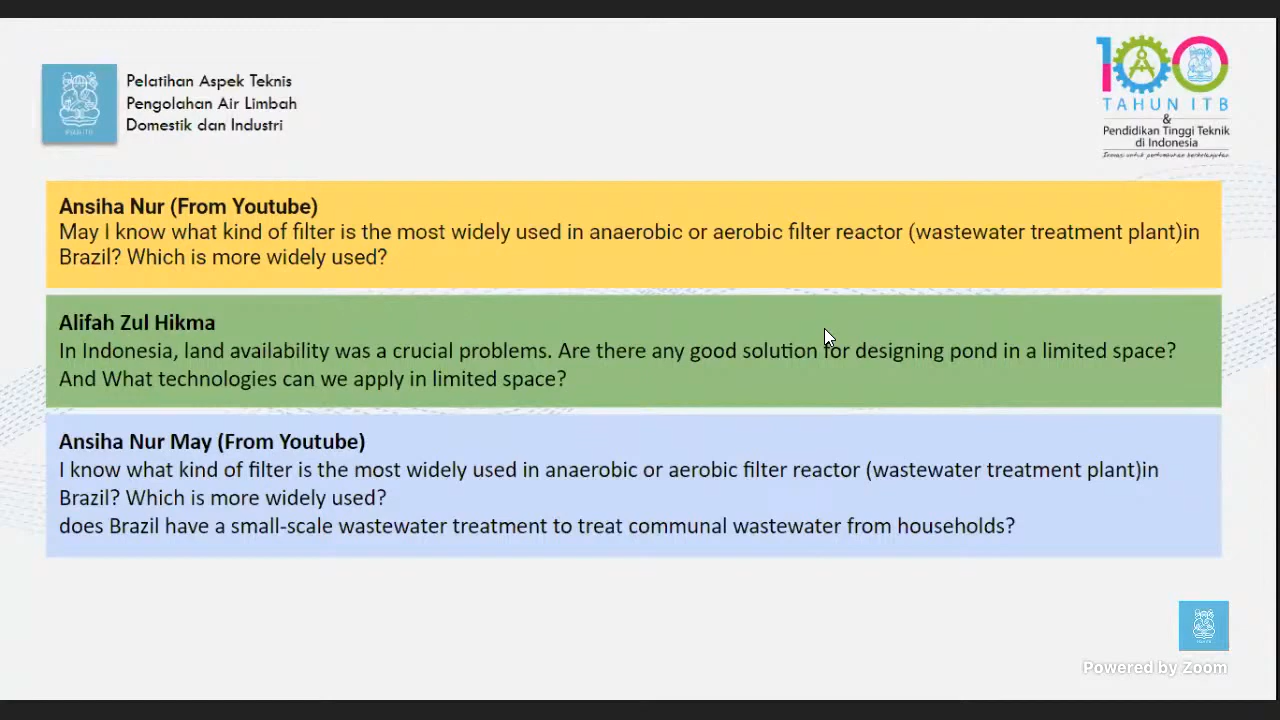 Pelatihan Aspek Teknis
Pengolahan Air Limbah
Domestik dan Industri
100
TAHUN ITB
&
Pendidikan Tinggi Teknik
di Indonesia
Ansiha Nur (From Youtube)
May I know what kind of filter is the most widely used in anaerobic or aerobic filter reactor (wastewater treatment plant)in
Brazil? Which is more widely used?
Alifah Zul Hikma
In Indonesia, land availability was a crucial problems. Are there any good solution for designing pond in a limited space?
And What technologies can we apply in limited space?
Ansiha Nur May (From Youtube)
I know what kind of filter is the most widely used in anaerobic or aerobic filter reactor (wastewater treatment plant)in
Brazil? Which is more widely used?
does Brazil have a small-scale wastewater treatment to treat communal wastewater from households?
Powered by Zoom